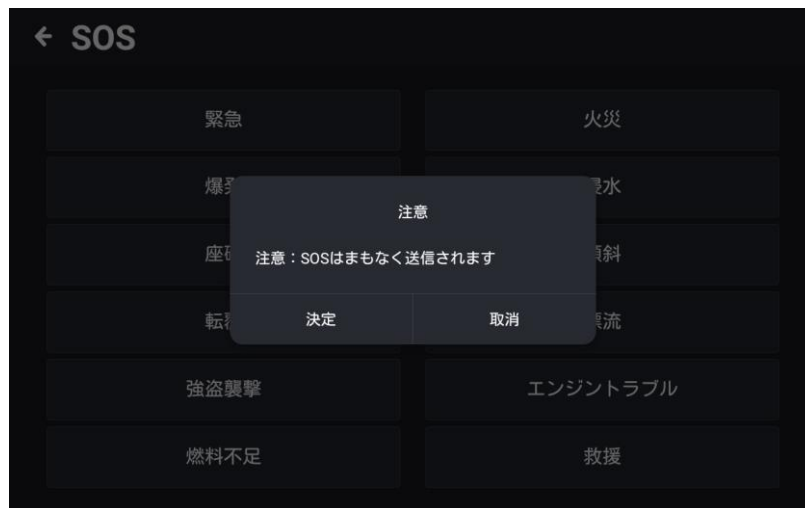 SOS
緊急
火災
注意
注意：SOSはまもなく送信されます
決定
取消
強盗襲撃
エンジントラブル
燃料不足
救援